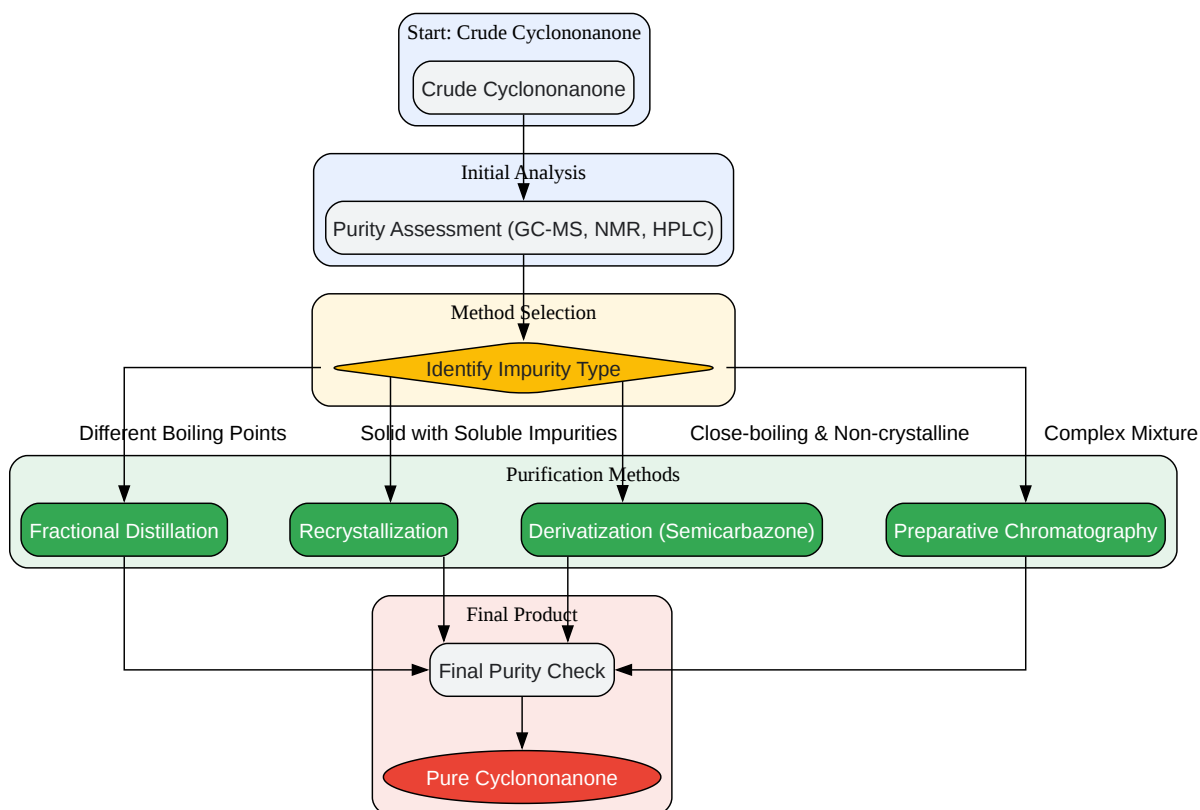 Start: Crude Cyclononanone
Crude Cyclononanone
Initial Analysis
Purity Assessment (GC-MS, NMR, HPLC)
Method Selection
Identify Impurity Type
Different Boiling Points
Solid with Soluble Impurities
Close-boiling & Non-crystalline
Complex Mixture
Purification Methods
Fractional Distillation
Recrystallization
Derivatization (Semicarbazone)
Preparative Chromatography
Final Product
Final Purity Check
Pure Cyclononanone